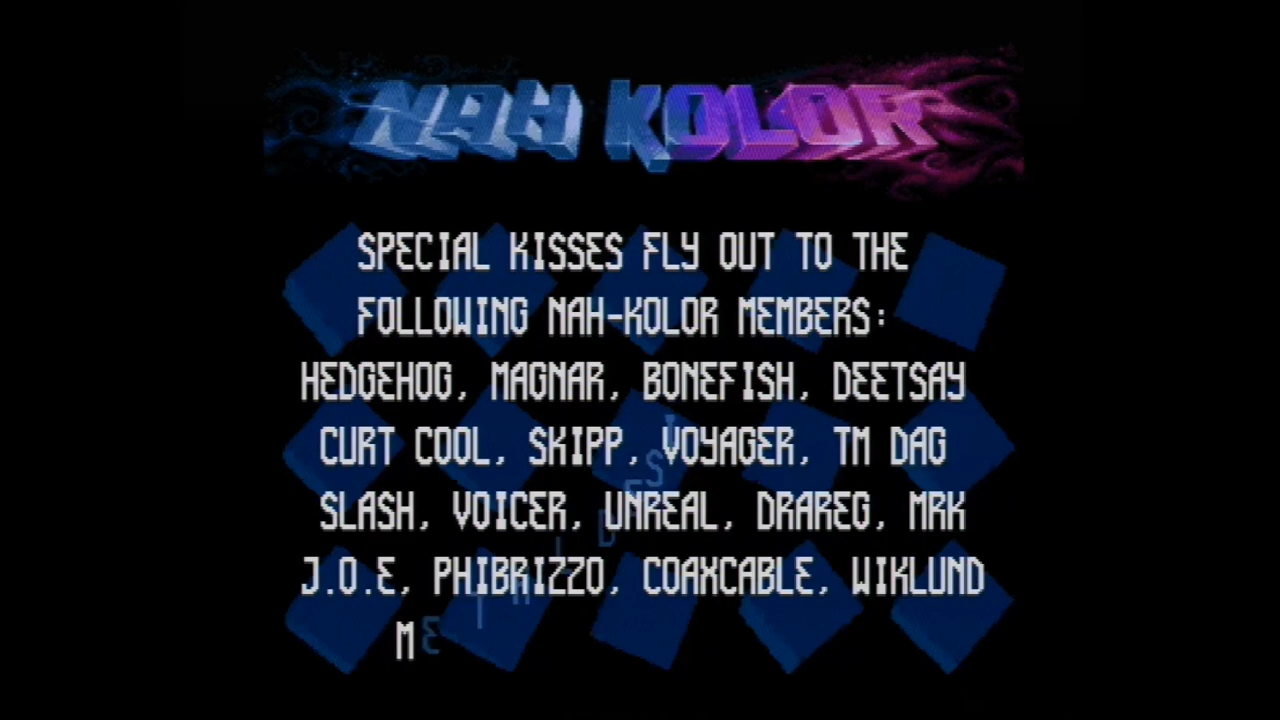 NAH KOLOR
SPECIAL KISSES FLY OUT TO THE
FOLLOWING NAH-KOLOR MEMBERS:
HEDGEHOG, MAGNAR, BONEFISH, DEETSAY
CURT COOL, SKIPP, VOYAGER, TM DAG
SLASH, VOICER, UNREAL, DRAREG, MRK
J.O.E, PHIBRIZZO, COAXCABLE, WIKLUND
ME